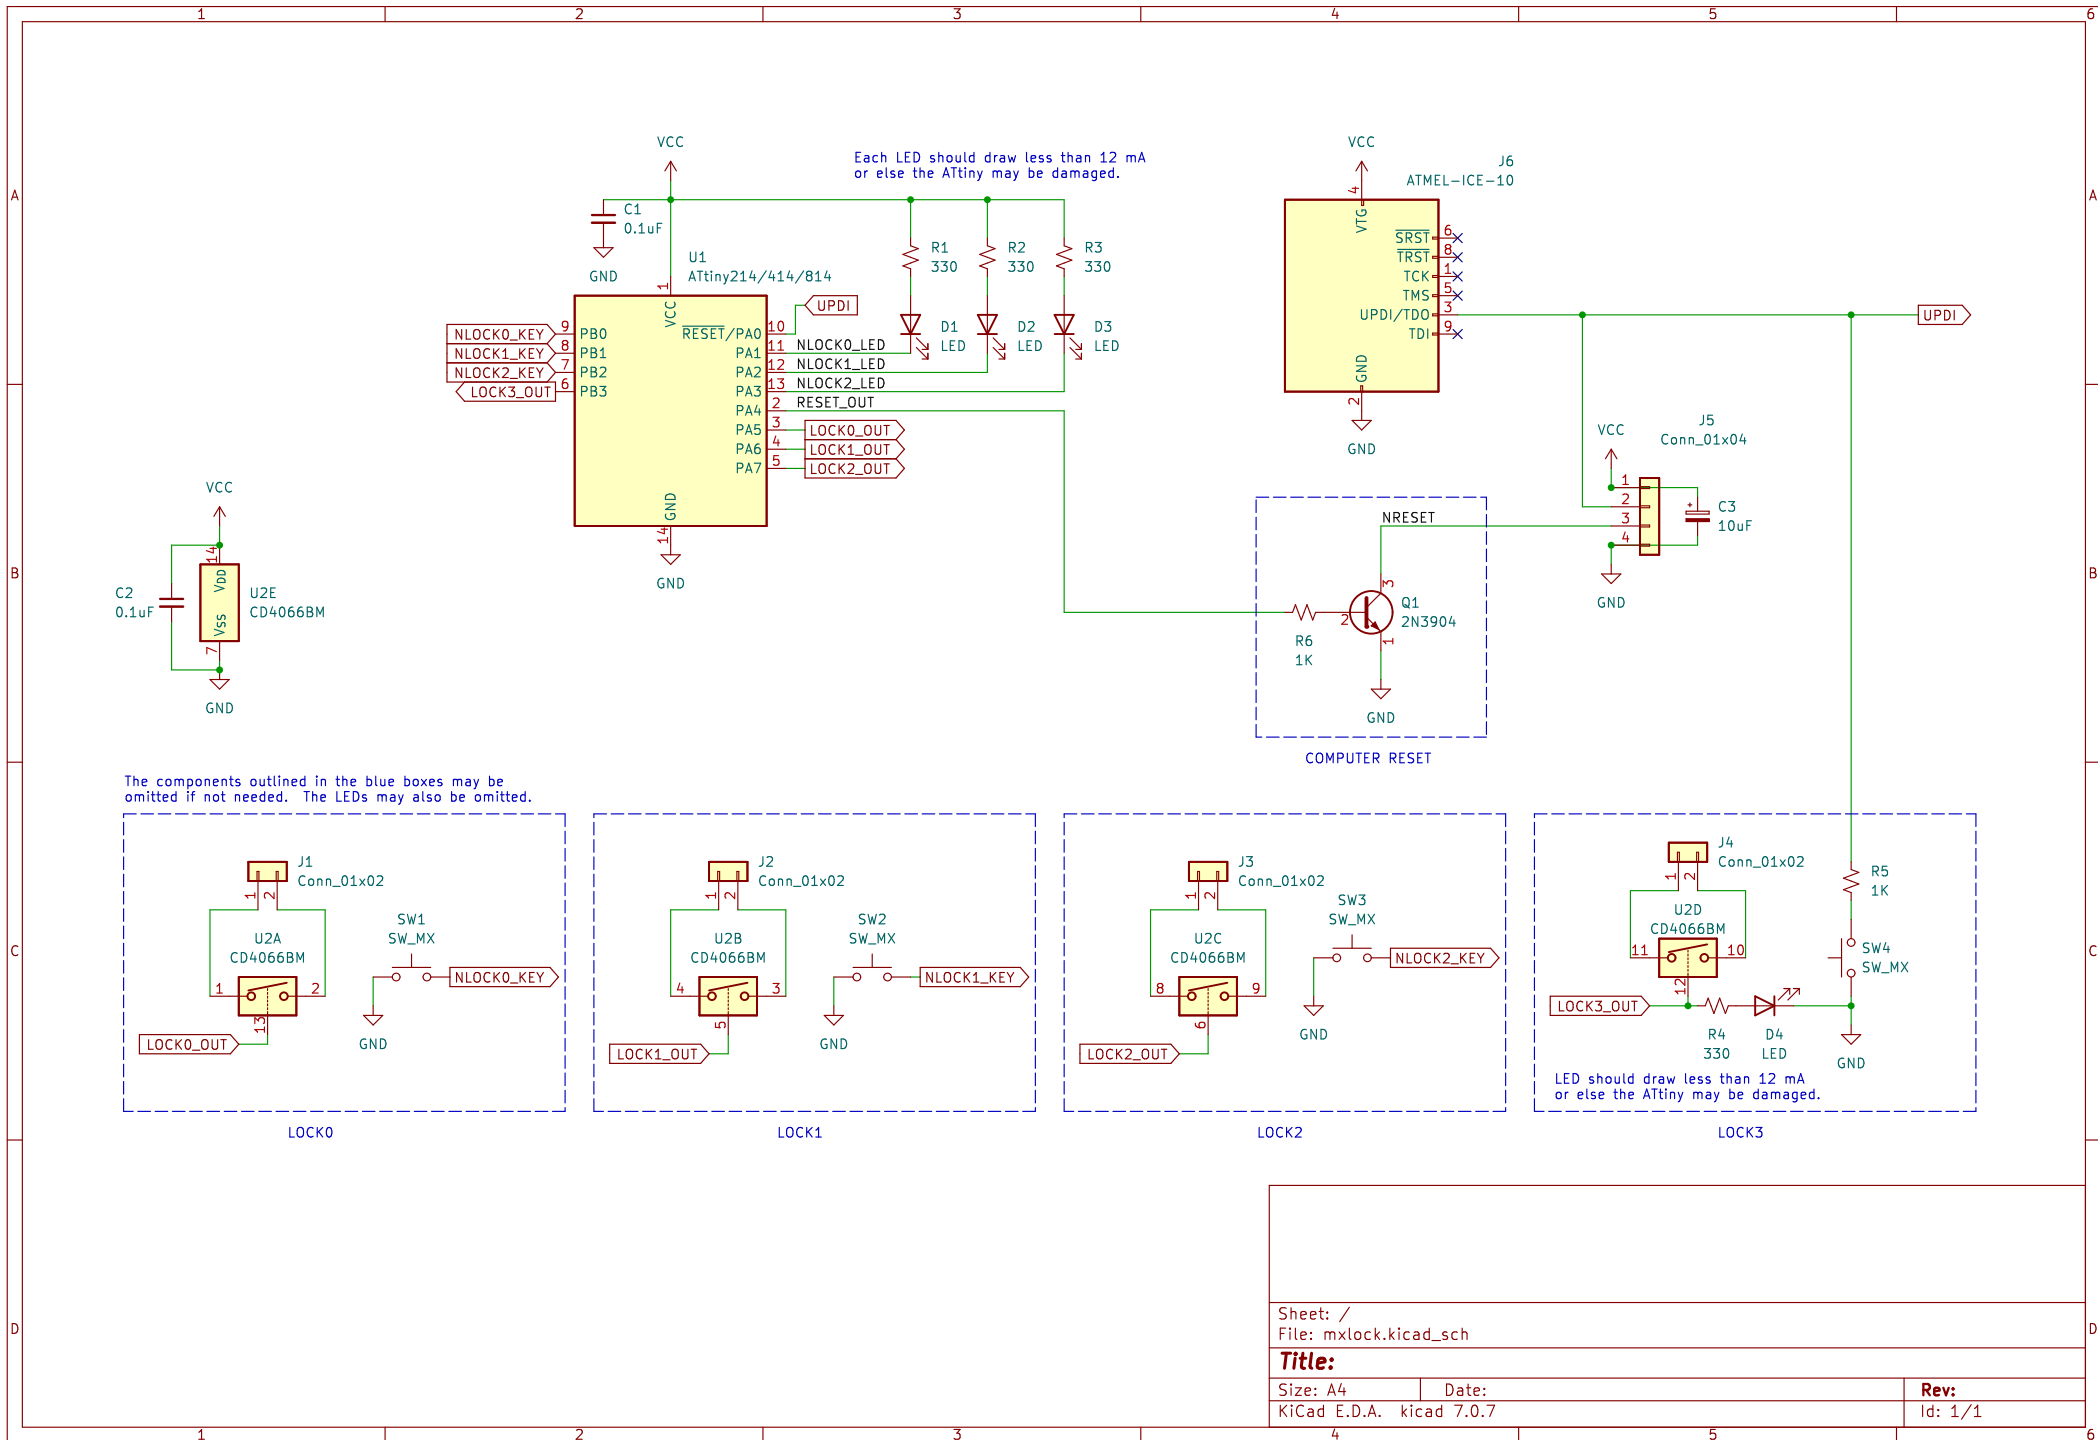 1 2 3 4 5 6
A
A
B
B
C
C
D
D
1 2 3 4 5 6
VCC
Each LED should draw less than 12 mA
or else the ATtiny may be damaged.
C1
0.1uF
GND
U1
ATtiny214/414/814
R1
330
R2
330
R3
330
1
VCC
UPDI
NLOCK0_KEY 9 PB0
NLOCK1_KEY 8 PB1
NLOCK2_KEY 7 PB2
LOCK3_OUT 6 PB3
RESET/PA0 10
PA1 11 NLOCK0_LED
PA2 12 NLOCK1_LED
PA3 13 NLOCK2_LED
PA4 2 RESET_OUT
PA5 3 LOCK0_OUT
PA6 4 LOCK1_OUT
PA7 5 LOCK2_OUT
GND
14
GND
D1
LED
D2
LED
D3
LED
VCC
J6
ATMEL-ICE-10
4
VTG
SRST 6
TRST 8
TCK 1
TMS 5
UPDI/TDO 3
TDI 9
GND
2
GND
UPDI
J5
Conn_01x04
VCC
1
2
3
4
C3
10uF
GND
VCC
14
VDD
VSS
7
C2
0.1uF
U2E
CD4066BM
GND
NRESET
3
Q1
2N3904
2
1
R6
1K
GND
COMPUTER RESET
The components outlined in the blue boxes may be
omitted if not needed.  The LEDs may also be omitted.
J1
Conn_01x02
1 2
U2A
CD4066BM
1 2
13
LOCK0_OUT
SW1
SW_MX
NLOCK0_KEY
GND
LOCK0
J2
Conn_01x02
1 2
U2B
CD4066BM
4 3
5
LOCK1_OUT
SW2
SW_MX
NLOCK1_KEY
GND
LOCK1
J3
Conn_01x02
1 2
U2C
CD4066BM
8 9
6
LOCK2_OUT
SW3
SW_MX
NLOCK2_KEY
GND
LOCK2
J4
Conn_01x02
1 2
U2D
CD4066BM
11 10
12
LOCK3_OUT
R4
330
D4
LED
R5
1K
SW4
SW_MX
GND
LED should draw less than 12 mA
or else the ATtiny may be damaged.
LOCK3
Sheet: /
File: mxlock.kicad_sch
Title:
Size: A4 Date: Rev:
KiCad E.D.A.  kicad 7.0.7 Id: 1/1